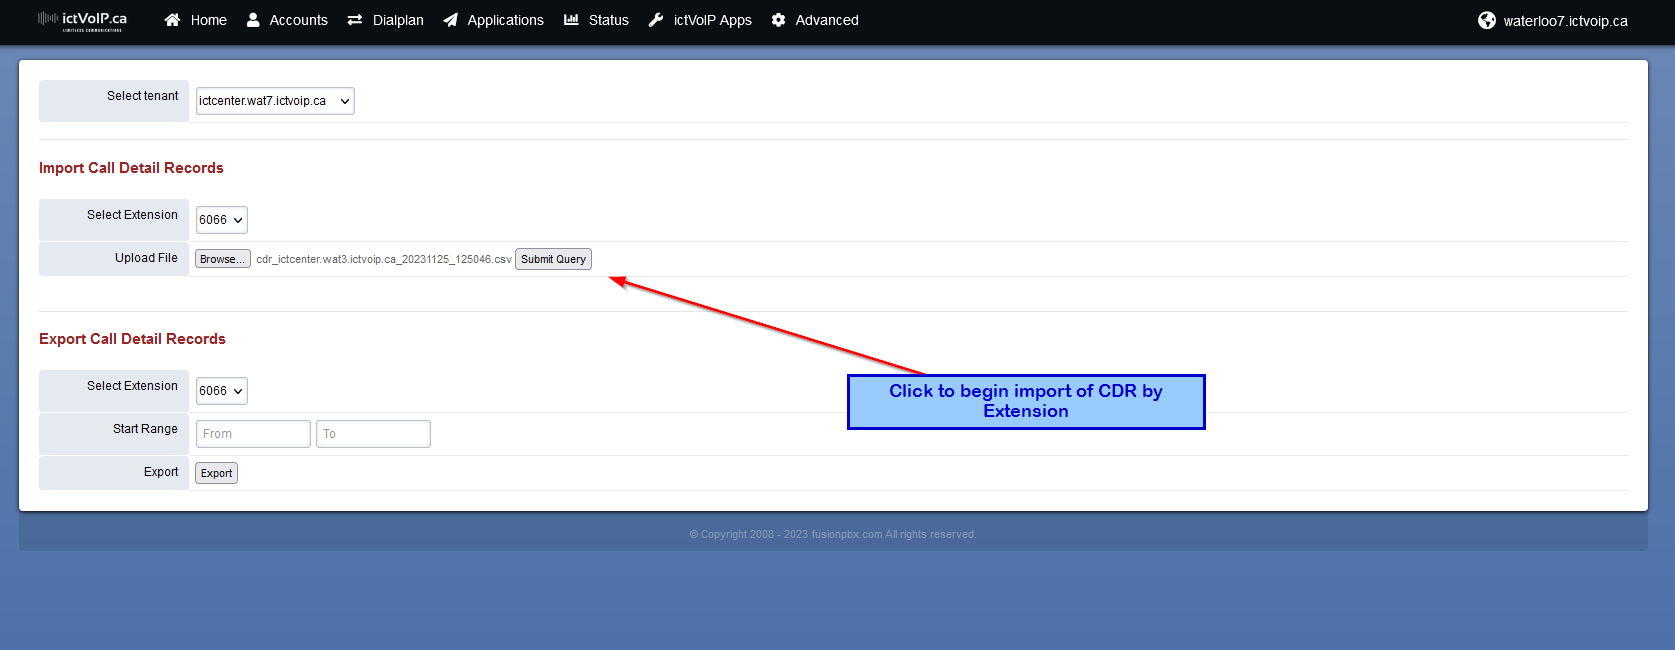 ictVoIP.ca
LIMITLESS COMMUNICATIONS
Home Accounts Dialplan Applications Status ictVoIP Apps Advanced waterloo7.ictvoip.ca
Select tenant ictcenter.wat7.ictvoip.ca
Import Call Detail Records
Select Extension 6066
Upload File Browse... cdr_ictcenter.wat3.ictvoip.ca_20231125_125046.csv Submit Query
Export Call Detail Records
Select Extension 6066
Click to begin import of CDR by
Extension
Start Range From To
Export Export
© Copyright 2008 - 2023 fusionpbx.com All rights reserved.